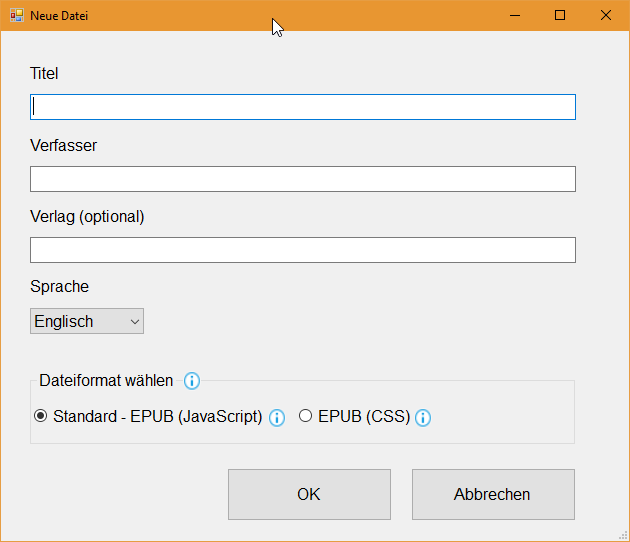 Neue Datei
Titel
Verfasser
Verlag (optional)
Sprache
Englisch
Dateiformat wählen
Standard - EPUB (JavaScript) EPUB (CSS)
OK Abbrechen